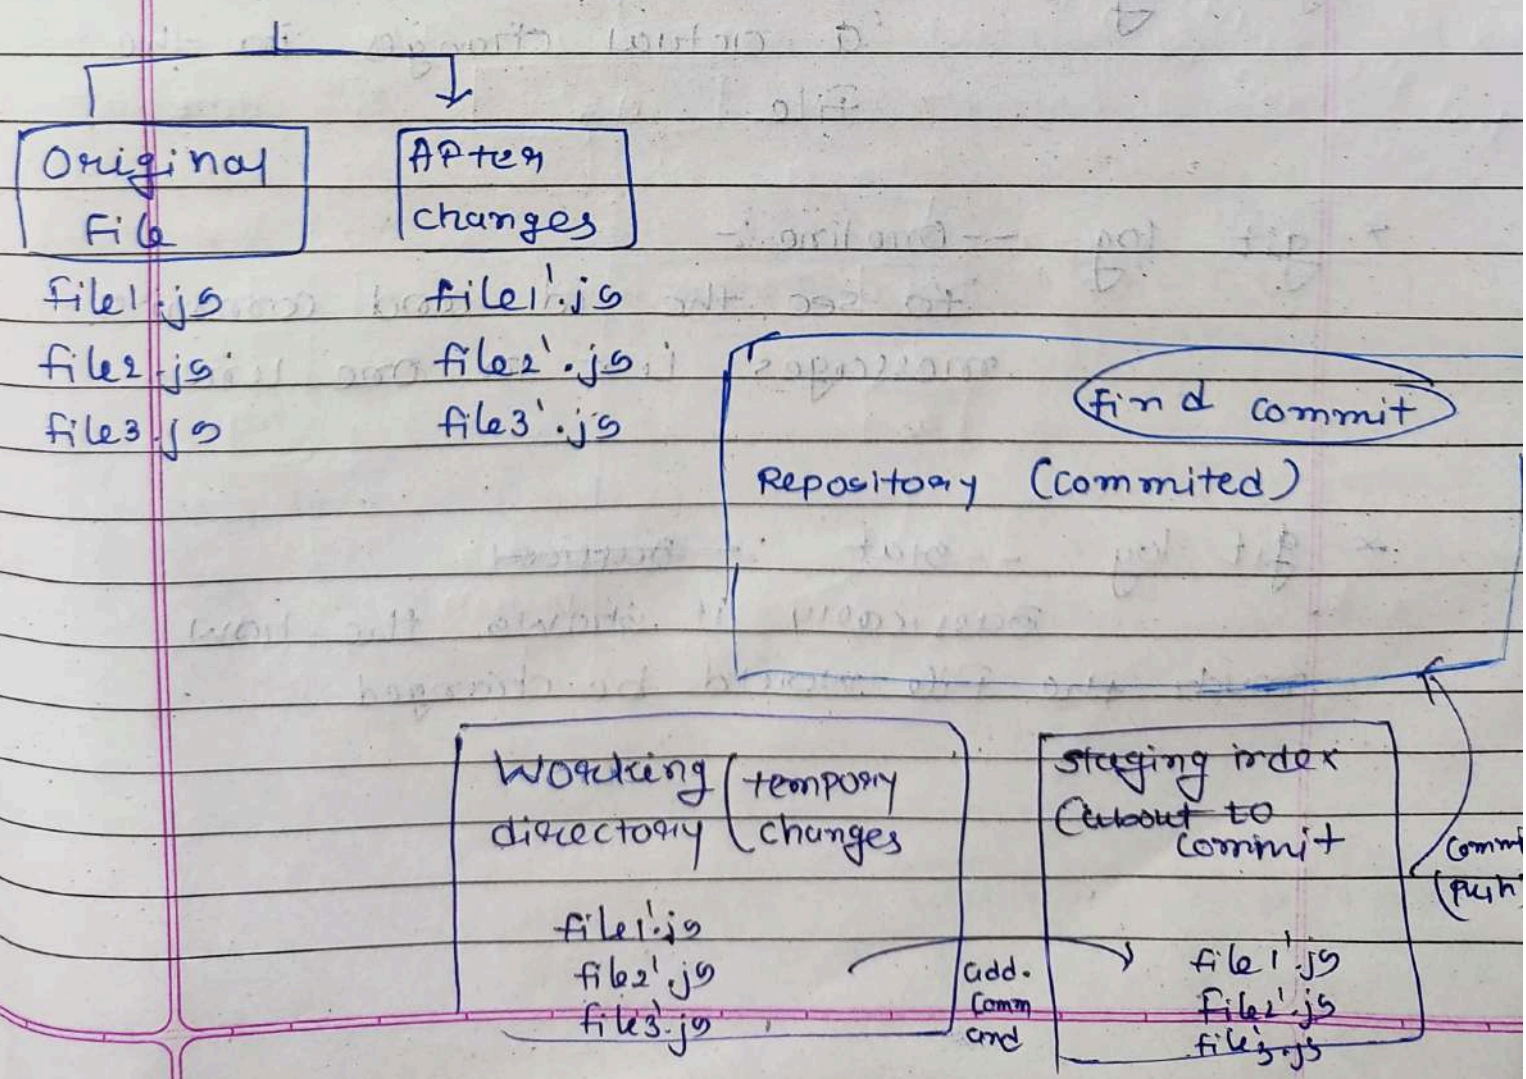 Original
File
After
changes
file1.js
file1'.js
file2.js
file2'.js
file3.js
file3'.js
find commit
Repository (commited)
Working
directory
(tempory
changes
staging index
(about to
commit
file1'.js
file2'.js
file3'.js
add.
comm
and
file1'.js
file2'.js
file3'.js
commi
(push)